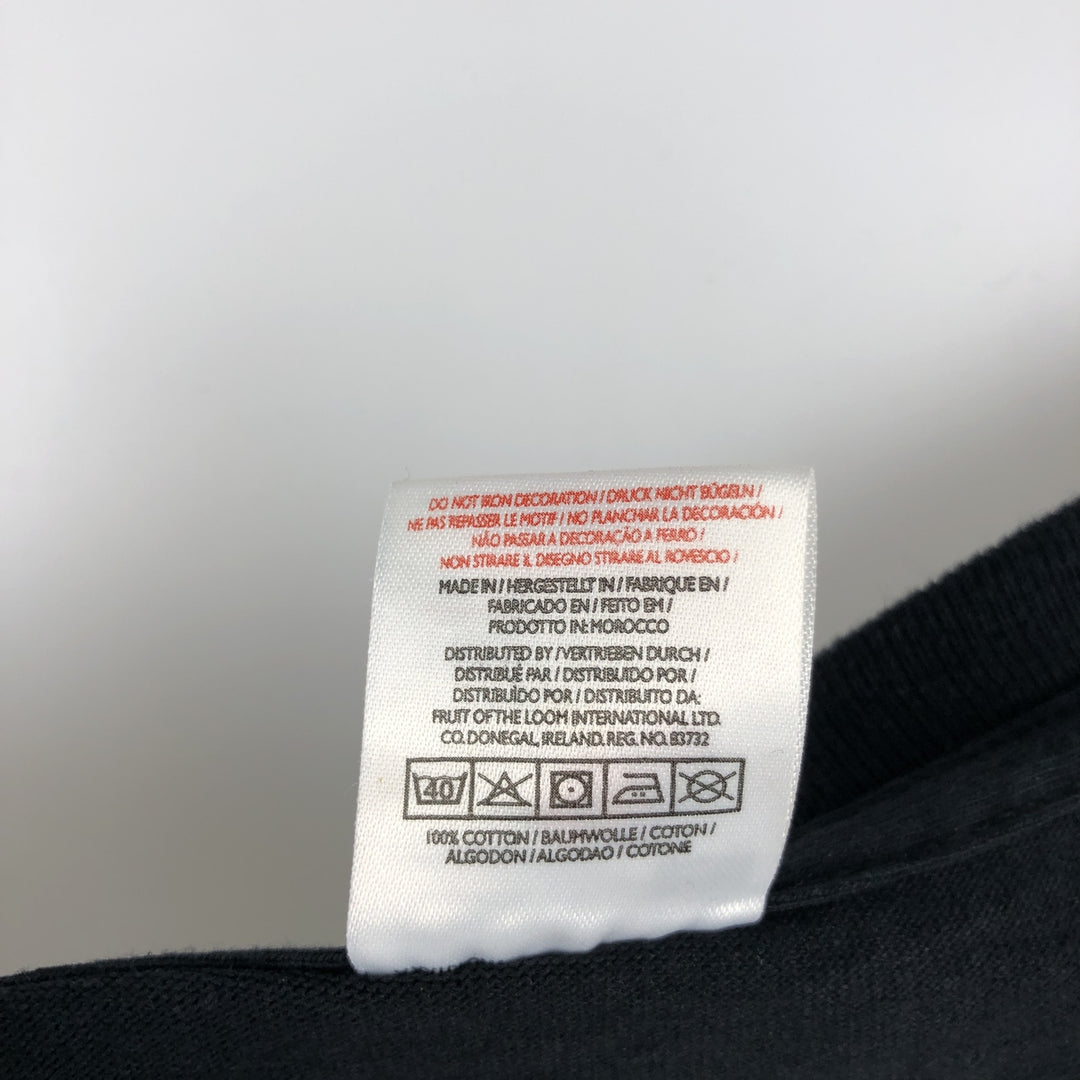 DO NOT IRON DECORATION / DRUCK NICHT BÜGELN /
NE PAS REPASSER LE MOTIF / NO PLANCHAR LA DECORACIÓN /
NÃO PASSAR A DECORAÇÃO A FERRO /
NON STIRARE IL DISEGNO STIRARE AL ROVESCIO /
MADE IN / HERGESTELLT IN / FABRIQUE EN /
FABRICADO EN / FEITO EM /
PRODOTTO IN: MOROCCO
DISTRIBUTED BY / VERTRIEBEN DURCH /
DISTRIBUÉ PAR / DISTRIBUIDO POR /
DISTRIBUÍDO POR / DISTRIBUITO DA:
FRUIT OF THE LOOM INTERNATIONAL LTD.
CO. DONEGAL, IRELAND. REG. NO. B3732
40
100% COTTON / BAUMWOLLE / COTON /
ALGODON / ALGODAO / COTONE